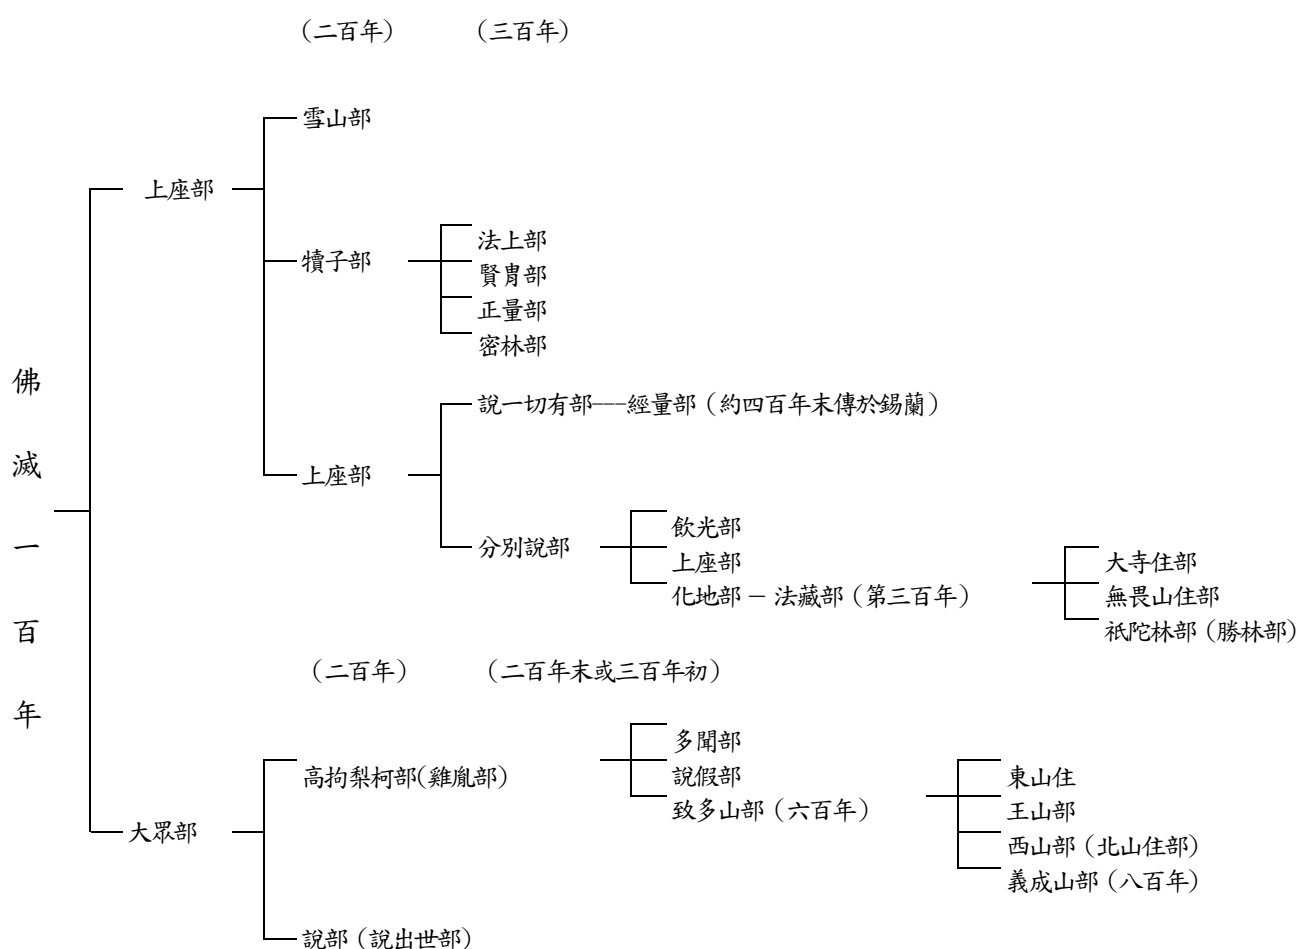 （二百年） （三百年）
雪山部
上座部
犢子部
法上部
賢胄部
正量部
密林部
說一切有部---經量部（約四百年末傳於錫蘭）
上座部
分別說部
飲光部
上座部
化地部－法藏部（第三百年）
大寺住部
無畏山住部
祇陀林部（勝林部）
佛滅一百年
（二百年） （二百年末或三百年初）
高拘梨柯部(雞胤部）
多聞部
說假部
致多山部（六百年）
東山住
王山部
西山部（北山住部）
義成山部（八百年）
大眾部
說部（說出世部）